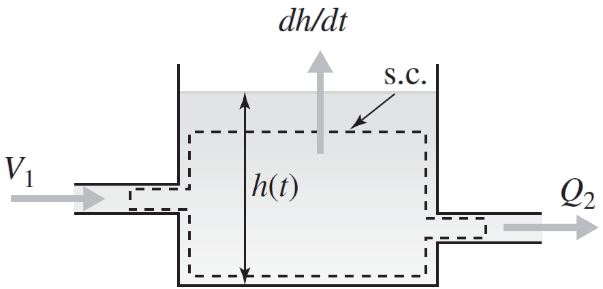 dh/dt
s.c.
V₁
h(t)
Q₂